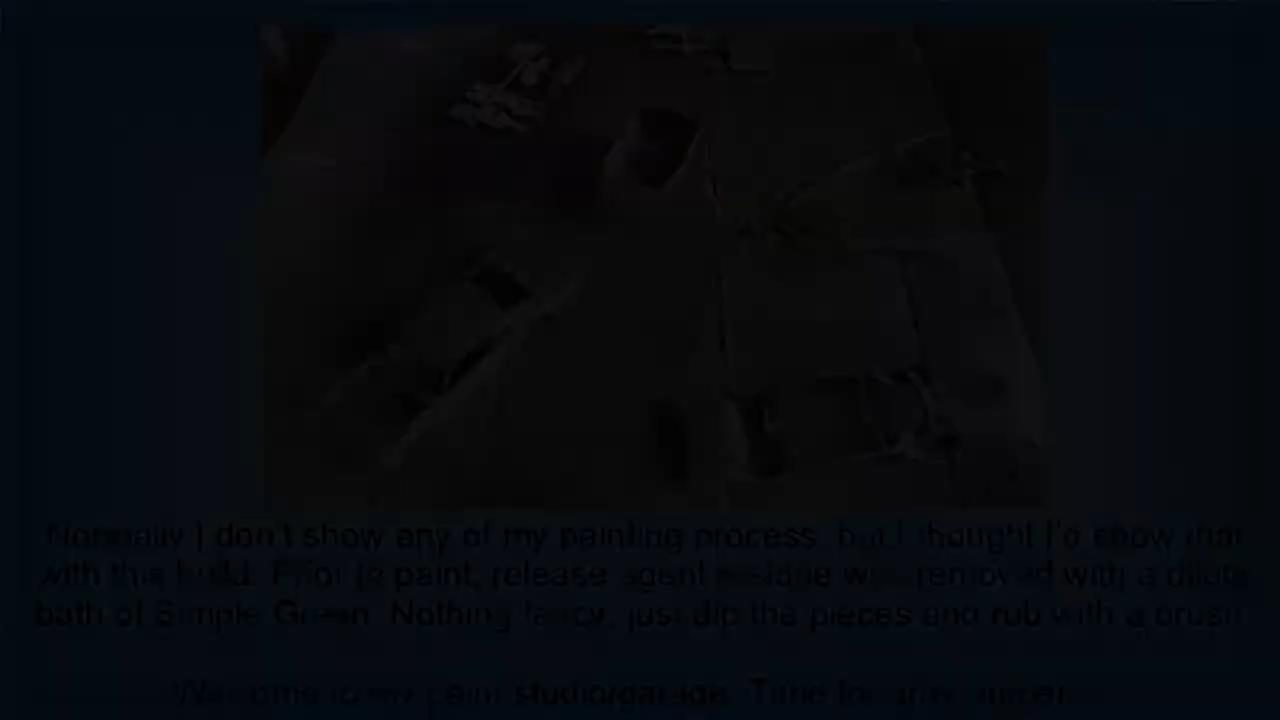 Normally I don't show any of my painting process, but I thought I'd show that
with this build. Prior to paint, release agent residue was removed with a dilute
bath of Simple Green. Nothing fancy, just dip the pieces and rub with a brush.
Welcome to my paint studio/garage. Time for